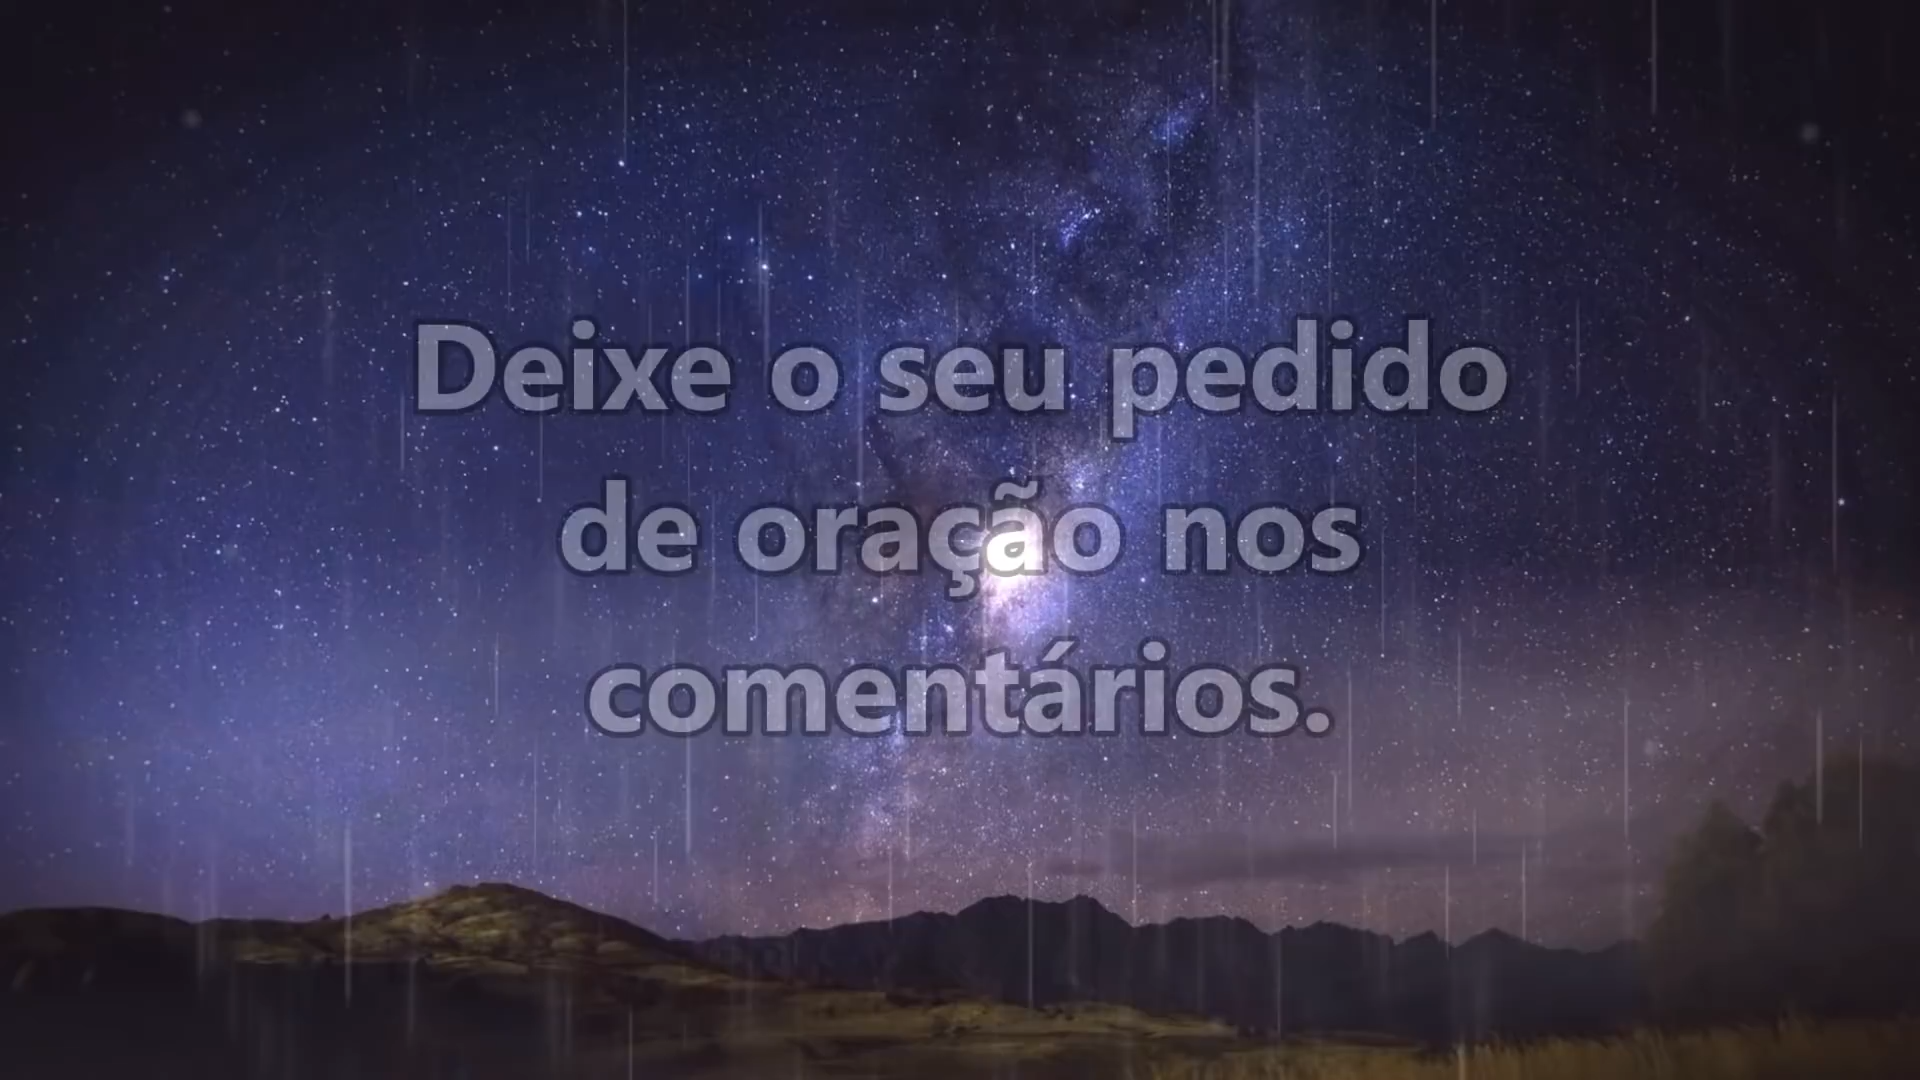 Deixe o seu pedido
de oração nos
comentários.